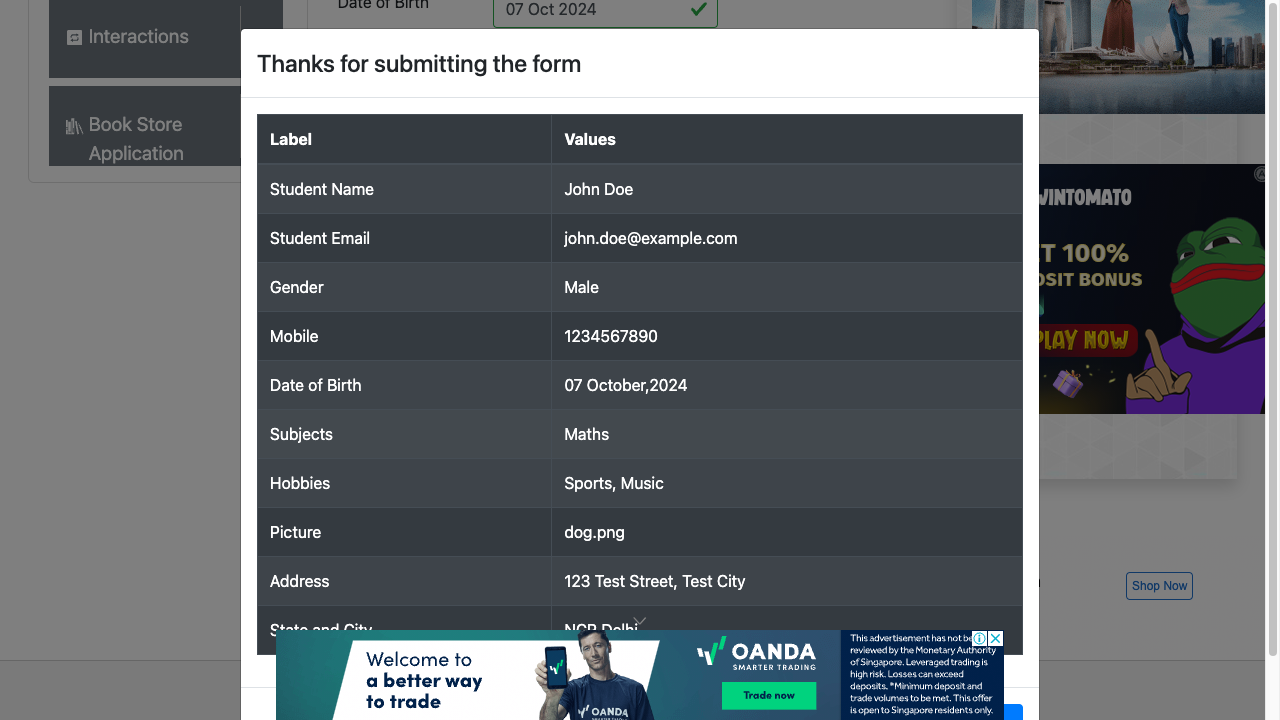 Date of Birth
07 Oct 2024
Interactions
Thanks for submitting the form
Book Store
Application
Label Values
Student Name John Doe
Student Email john.doe@example.com
Gender Male
Mobile 1234567890
Date of Birth 07 October,2024
Subjects Maths
Hobbies Sports, Music
Picture dog.png
Address 123 Test Street, Test City
State and City NCR Delhi
WINTOMATO
100%
BONUS
PLAY NOW
Shop Now
Welcome to
a better way
to trade
OANDA
OANDA
SMARTER TRADING
Trade now
This advertisement has not been
reviewed by the Monetary Authority
of Singapore. Leveraged trading is
high risk. Losses can exceed
deposits. *Minimum deposit and
trade volumes to be met. This offer
is open to Singapore residents only.